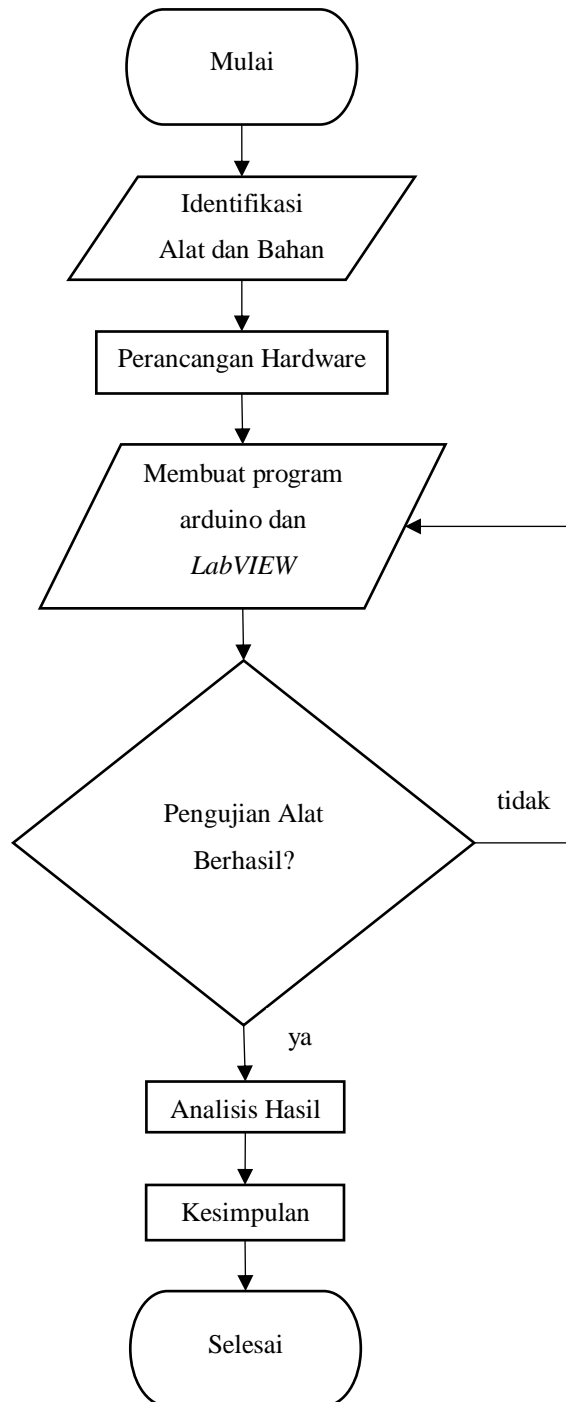 Mulai
Identifikasi
Alat dan Bahan
Perancangan Hardware
Membuat program
arduino dan
LabVIEW
Pengujian Alat
Berhasil?
tidak
ya
Analisis Hasil
Kesimpulan
Selesai